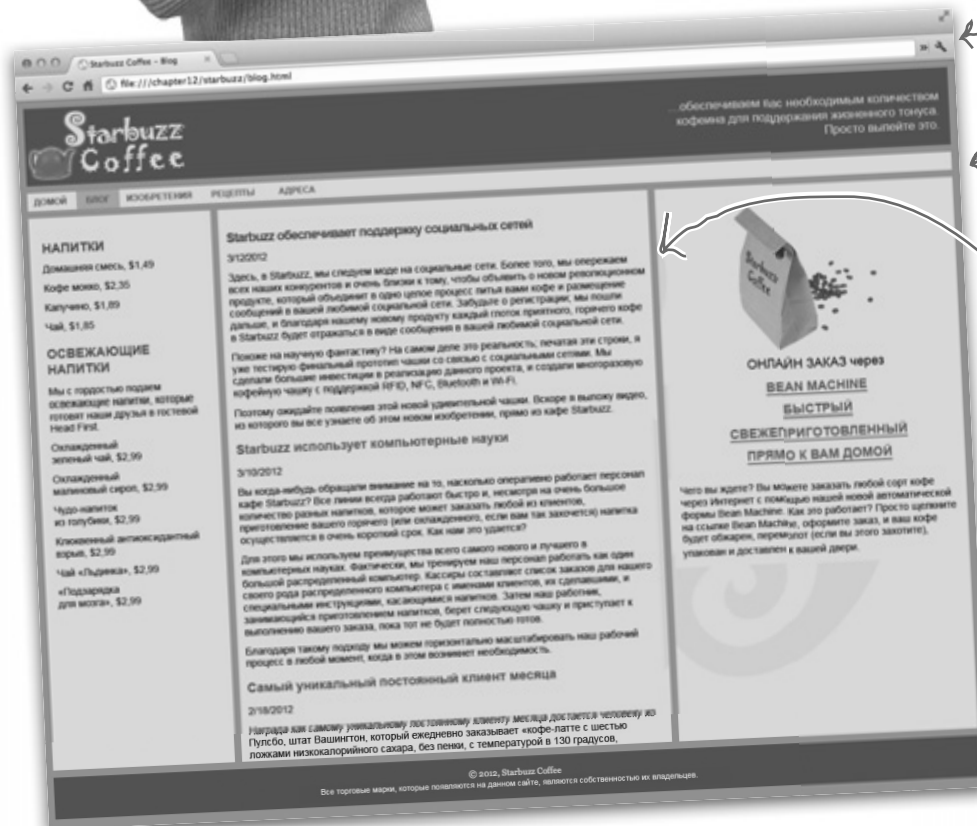 Starbuzz Coffee – Blog
file:///chapter12/starbuzz/blog.html
Starbuzz
Coffee
...обеспечиваем вас необходимым количеством
кофеина для поддержания жизненного тонуса.
Просто выпейте это.
ДОМОЙ БЛОГ ИЗОБРЕТЕНИЯ РЕЦЕПТЫ АДРЕСА
НАПИТКИ
Домашняя смесь, $1,49
Кофе мокко, $2,35
Капучино, $1,89
Чай, $1,85
ОСВЕЖАЮЩИЕ
НАПИТКИ
Мы с гордостью подаем
освежающие напитки, которые
готовят наши друзья в гостевой
Head First.
Охлажденный
зеленый чай, $2,99
Охлажденный
малиновый сироп, $2,99
Чудо-напиток
из голубики, $2,99
Клюквенный антиоксидантный
взрыв, $2,99
Чай «Льдинка», $2,99
«Подзарядка
для мозга», $2,99
Starbuzz обеспечивает поддержку социальных сетей
3/12/2012
Здесь, в Starbuzz, мы следуем моде на социальные сети. Более того, мы опережаем
всех наших конкурентов и очень близки к тому, чтобы объявить о новом революционном
продукте, который объединит в одно целое процесс питья вами кофе и размещение
сообщений в вашей любимой социальной сети. Забудьте о регистрации; мы пошли
дальше, и благодаря нашему новому продукту каждый глоток приятного, горячего кофе
в Starbuzz будет отражаться в виде сообщения в вашей любимой социальной сети.
Похоже на научную фантастику? На самом деле это реальность; печатая эти строки, я
уже тестирую финальный прототип чашки со связью с социальными сетями. Мы
сделали большие инвестиции в реализацию данного проекта, и создали многоразовую
кофейную чашку с поддержкой RFID, NFC, Bluetooth и Wi-Fi.
Поэтому ожидайте появления этой новой удивительной чашки. Вскоре я выложу видео,
из которого вы все узнаете об этом новом изобретении, прямо из кафе Starbuzz.
Starbuzz использует компьютерные науки
3/10/2012
Вы когда-нибудь обращали внимание на то, насколько оперативно работает персонал
кафе Starbuzz? Все линии всегда работают быстро и, несмотря на очень большое
количество разных напитков, которое может заказать любой из клиентов,
приготовление вашего горячего (или охлажденного, если вам так захочется) напитка
осуществляется в очень короткий срок. Как нам это удается?
Для этого мы используем преимущества всего самого нового и лучшего в
компьютерных науках. Фактически, мы тренируем наш персонал работать как один
большой распределенный компьютер. Кассиры составляют список заказов для нашего
своего рода распределенного компьютера с именами клиентов, их сделавшими, и
специальными инструкциями, касающимися напитков. Затем наш работник,
занимающийся приготовлением напитков, берет следующую чашку и приступает к
выполнению вашего заказа, пока тот не будет полностью готов.
Благодаря такому подходу мы можем горизонтально масштабировать наш рабочий
процесс в любой момент, когда в этом возникнет необходимость.
Самый уникальный постоянный клиент месяца
2/18/2012
Награда как самому уникальному постоянному клиенту месяца достается человеку из
Пулсбо, штат Вашингтон, который ежедневно заказывает «кофе-латте с шестью
ложками низкокалорийного сахара, без пенки, с температурой в 130 градусов,
Starbuzz
Coffee
ОНЛАЙН ЗАКАЗ через
BEAN MACHINE
БЫСТРЫЙ
СВЕЖЕПРИГОТОВЛЕННЫЙ
ПРЯМО К ВАМ ДОМОЙ
Чего вы ждете? Вы можете заказать любой сорт кофе
через Интернет с помощью нашей новой автоматической
формы Bean Machine. Как это работает? Просто щелкните
на ссылке Bean Machine, оформите заказ, и ваш кофе
будет обжарен, перемолот (если вы этого захотите),
упакован и доставлен к вашей двери.
© 2012, Starbuzz Coffee
Все торговые марки, которые появляются на данном сайте, являются собственностью их владельцев.